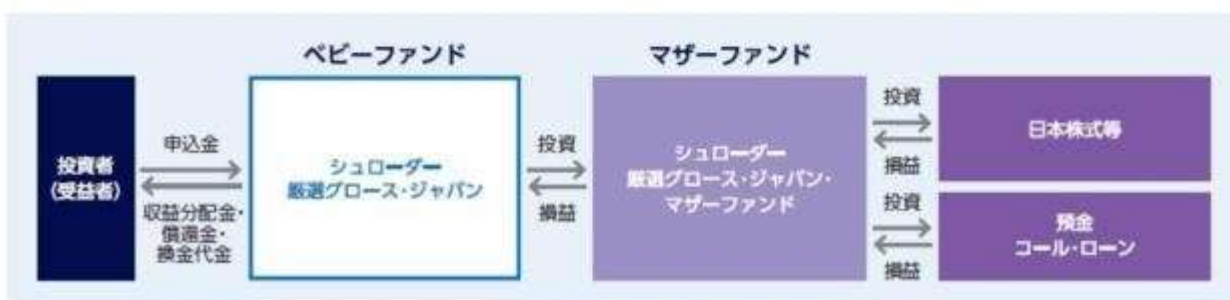 ベビーファンド
マザーファンド
投資者
(受益者)
申込金
収益分配金・
償還金・
換金代金
シュローダー
厳選グロース・ジャパン
投資
損益
シュローダー
厳選グロース・ジャパン・
マザーファンド
投資
損益
日本株式等
投資
損益
預金
コール・ローン